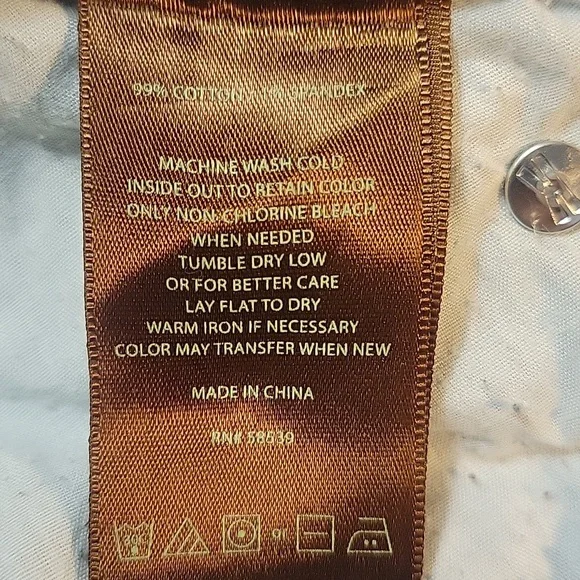 99% COTTON 1% SPANDEX
MACHINE WASH COLD
INSIDE OUT TO RETAIN COLOR
ONLY NON-CHLORINE BLEACH
WHEN NEEDED
TUMBLE DRY LOW
OR FOR BETTER CARE
LAY FLAT TO DRY
WARM IRON IF NECESSARY
COLOR MAY TRANSFER WHEN NEW
MADE IN CHINA
RN# 58539
or